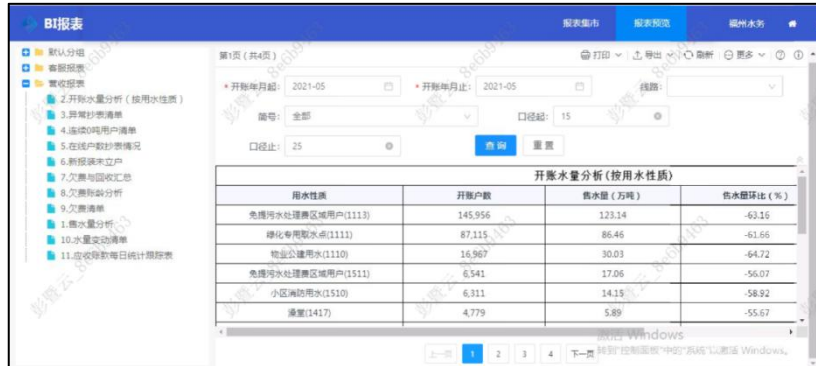 BI报表
报表集市 报表预览 福州水务
默认分组
客服报表
营收报表
2.开账水量分析（按用水性质）
3.异常抄表清单
4.连续0吨用户清单
5.在线户数抄表情况
6.新报装未立户
7.欠费与回收汇总
8.欠费账龄分析
9.欠费清单
1.售水量分析
10.水量变动清单
11.应收账款每日统计跟踪表
第1页 ( 共4页 ) 打印 导出 刷新 更多
* 开账年月起: 2021-05 * 开账年月止: 2021-05 线路:
简号: 全部 口径起: 15
口径止: 25 查询 重置
开账水量分析(按用水性质)
用水性质 开账户数 售水量 ( 万吨 ) 售水量环比 ( % )
免提污水处理费区域用户(1113) 145,956 123.14 -63.16
绿化专用取水点(1111) 87,115 86.46 -61.66
物业公建用水(1110) 16,967 30.03 -64.72
免提污水处理费区域用户(1511) 6,541 17.06 -56.07
小区消防用水(1510) 6,311 14.15 -58.92
澡堂(1417) 4,779 5.89 -55.67
上一页 1 2 3 4 下一页
激活 Windows
转到"控制面板"中的"系统"以激活 Windows。
彭暨云_8e6b9463